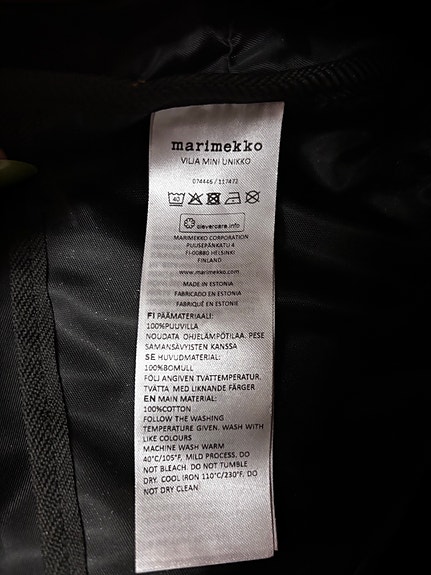 marimekko
VILJA MINI UNIKKO
074446 / 117472
40
clevercare.info
MARIMEKKO CORPORATION
PUUSEPÄNKATU 4
FI-00880 HELSINKI
FINLAND
www.marimekko.com
MADE IN ESTONIA
FABRICADO EN ESTONIA
FABRIQUÉ EN ESTONIE
FI PÄÄMATERIAALI:
100%PUUVILLA
NOUDATA OHJELÄMPÖTILAA. PESE
SAMANSÄVYISTEN KANSSA
SE HUVUDMATERIAL:
100%BOMULL
FÖLJ ANGIVEN TVÄTTEMPERATUR.
TVÄTTA MED LIKNANDE FÄRGER
EN MAIN MATERIAL:
100%COTTON
FOLLOW THE WASHING
TEMPERATURE GIVEN. WASH WITH
LIKE COLOURS
MACHINE WASH WARM
40°C/105°F, MILD PROCESS, DO
NOT BLEACH. DO NOT TUMBLE
DRY. COOL IRON 110°C/230°F, DO
NOT DRY CLEAN